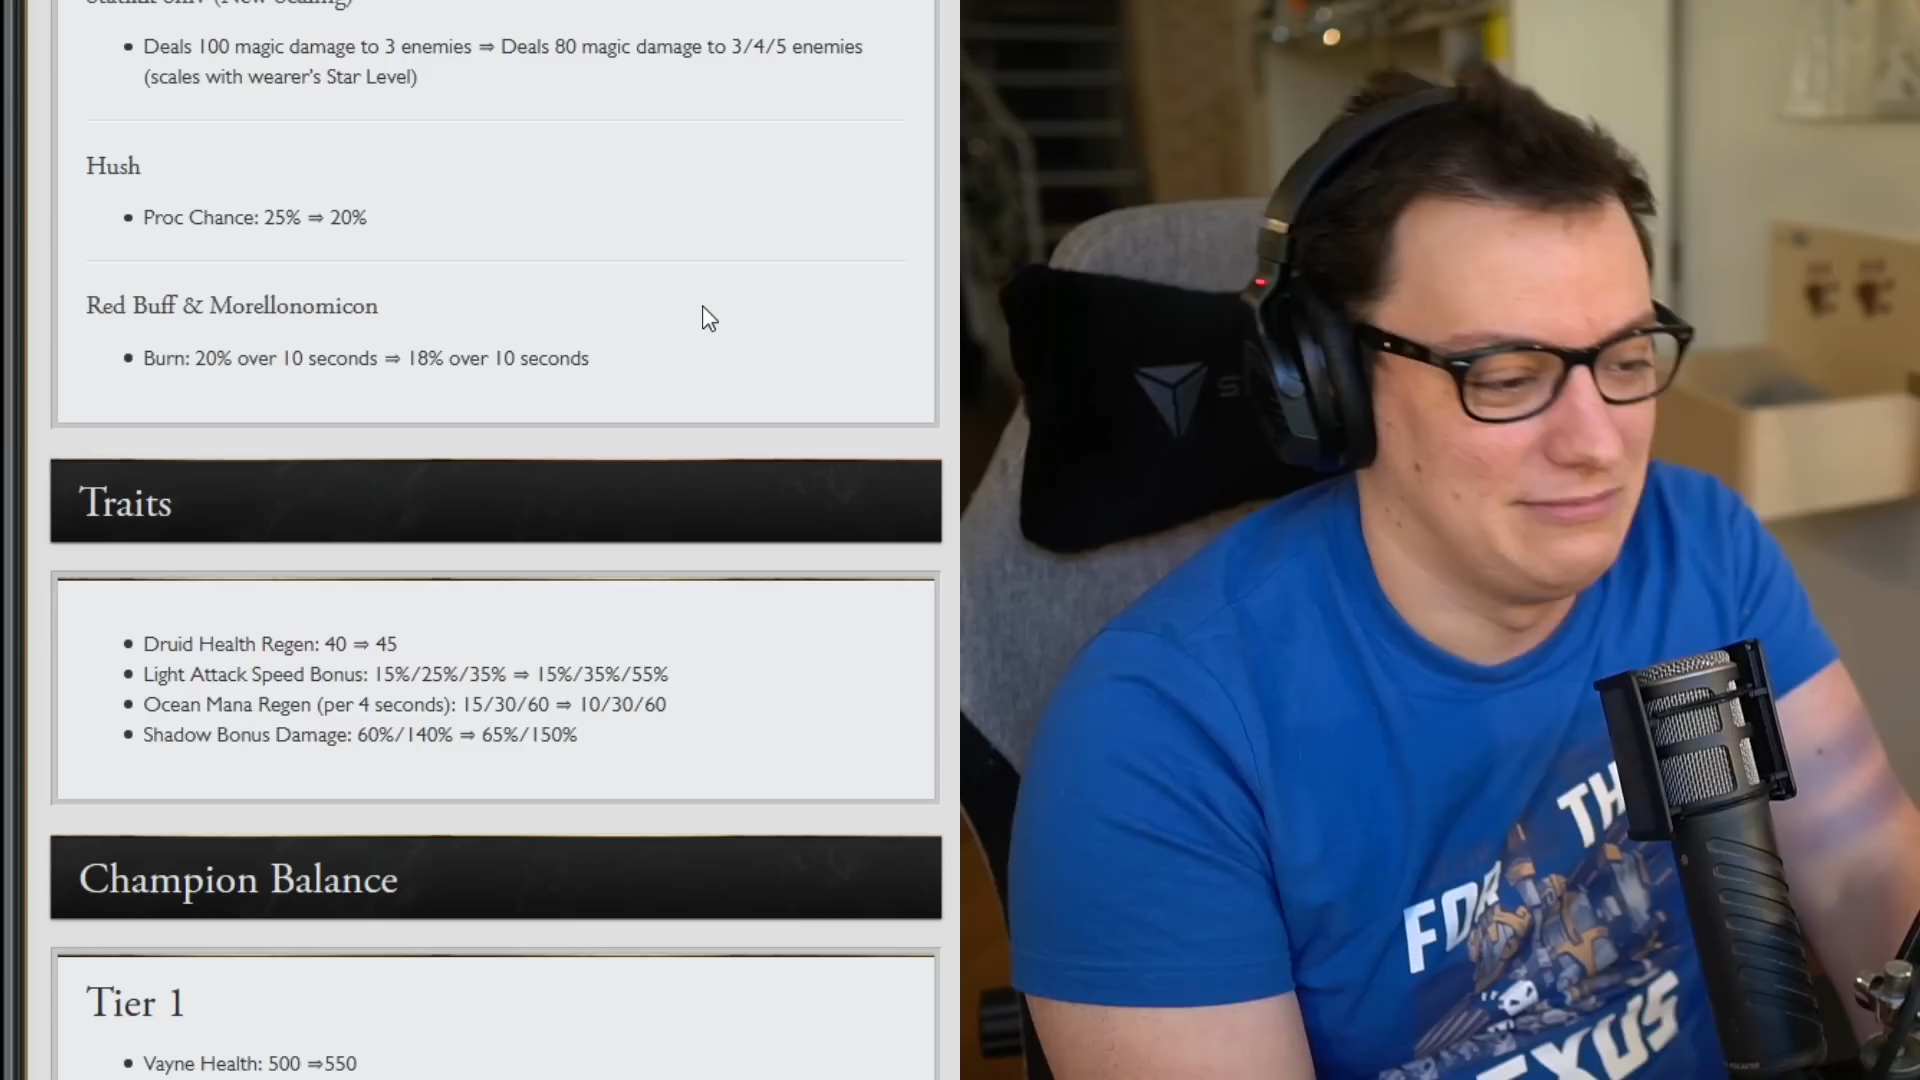 Statikk Shiv (New Scaling)
• Deals 100 magic damage to 3 enemies ⇒ Deals 80 magic damage to 3/4/5 enemies
(scales with wearer's Star Level)
Hush
• Proc Chance: 25% ⇒ 20%
Red Buff & Morellonomicon
• Burn: 20% over 10 seconds ⇒ 18% over 10 seconds
Traits
• Druid Health Regen: 40 ⇒ 45
• Light Attack Speed Bonus: 15%/25%/35% ⇒ 15%/35%/55%
• Ocean Mana Regen (per 4 seconds): 15/30/60 ⇒ 10/30/60
• Shadow Bonus Damage: 60%/140% ⇒ 65%/150%
Champion Balance
Tier 1
• Vayne Health: 500 ⇒550
FOR